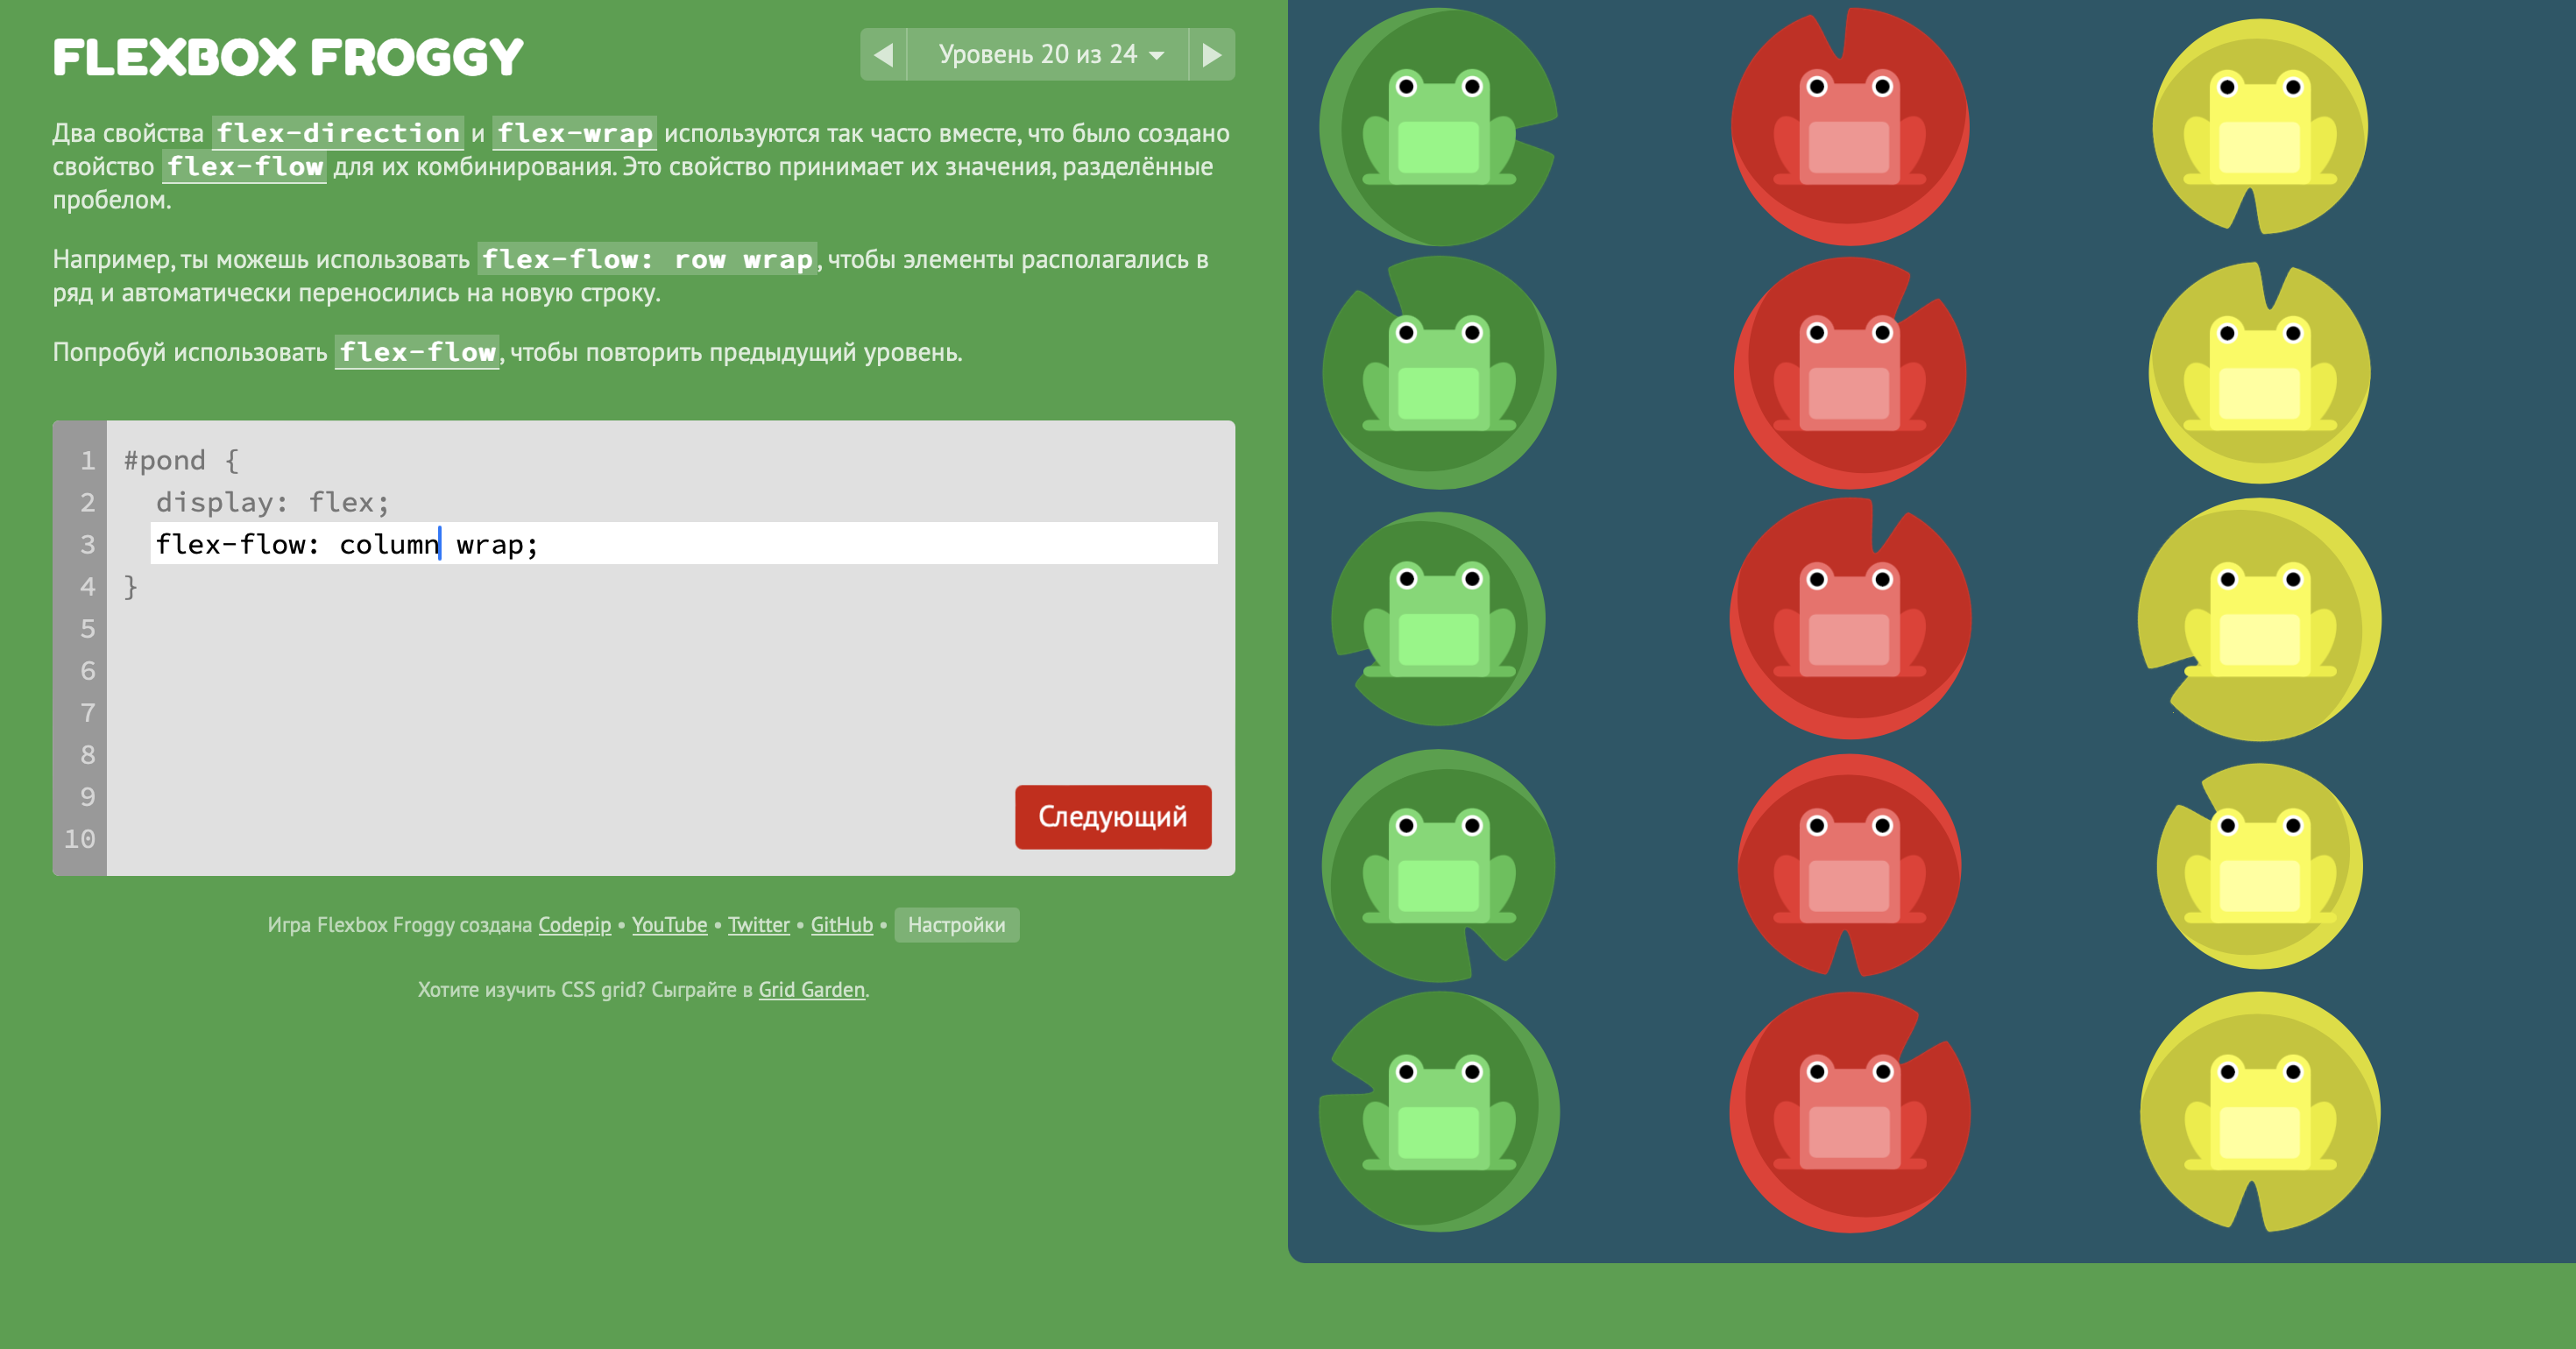 FLEXBOX FROGGY
Уровень 20 из 24
Два свойства flex-direction и flex-wrap используются так часто вместе, что было создано
свойство flex-flow для их комбинирования. Это свойство принимает их значения, разделённые
пробелом.
Например, ты можешь использовать flex-flow: row wrap, чтобы элементы располагались в
ряд и автоматически переносились на новую строку.
Попробуй использовать flex-flow, чтобы повторить предыдущий уровень.
1 #pond {
2 display: flex;
3 flex-flow: column wrap;
4 }
5
6
7
8
9
10
Следующий
Игра Flexbox Froggy создана Codepip • YouTube • Twitter • GitHub • Настройки
Хотите изучить CSS grid? Сыграйте в Grid Garden.